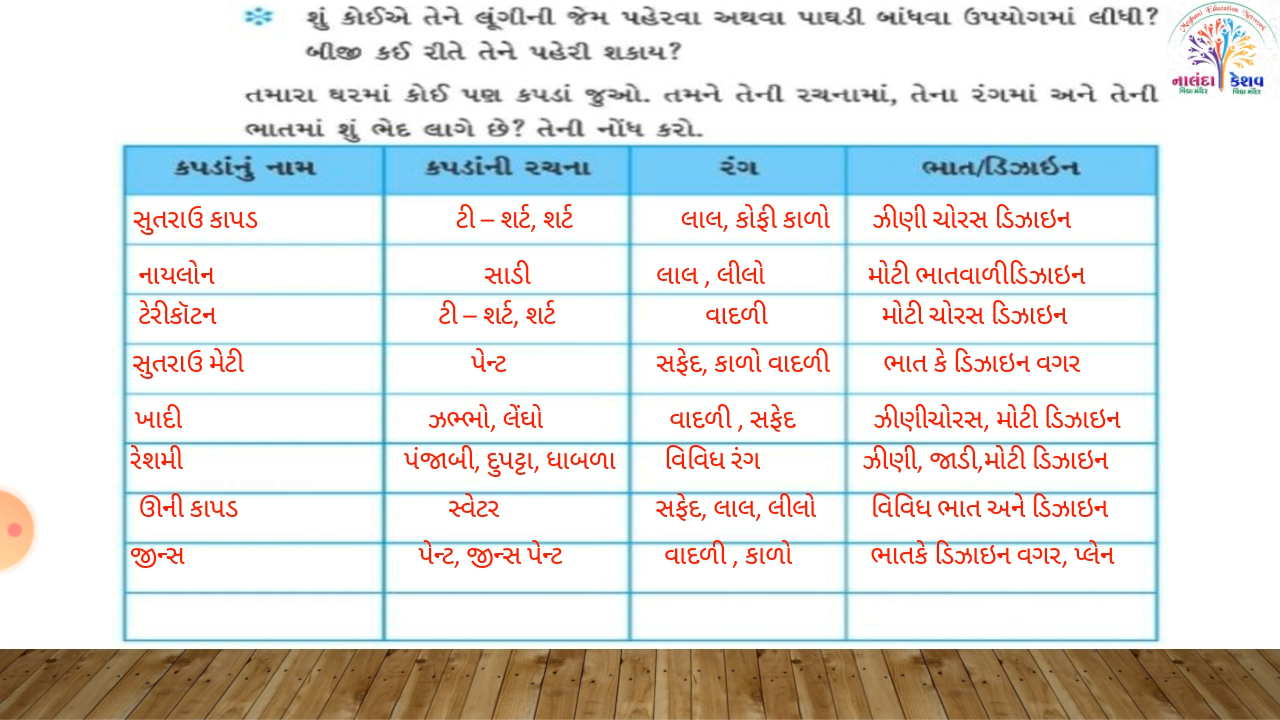 શું કોઈએ તેને લૂંગીની જેમ પહેરવા અથવા પાઘડી બાંધવા ઉપયોગમાં લીધી?
બીજી કઈ રીતે તેને પહેરી શકાય?
Meghani Education Network
નાલંદા કેશવ
વિદ્યા મંદિર વિદ્યા મંદિર
તમારા ઘરમાં કોઈ પણ કપડાં જુઓ. તમને તેની રચનામાં, તેના રંગમાં અને તેની
ભાતમાં શું ભેદ લાગે છે? તેની નોંધ કરો.
કપડાંનું નામ કપડાંની રચના રંગ ભાત/ડિઝાઈન
સુતરાઉ કાપડ ટી – શર્ટ, શર્ટ લાલ, કોફી કાળો ઝીણી ચોરસ ડિઝાઇન
નાયલોન સાડી લાલ , લીલો મોટી ભાતવાળીડિઝાઇન
ટેરીકૉટન ટી – શર્ટ, શર્ટ વાદળી મોટી ચોરસ ડિઝાઇન
સુતરાઉ મેટી પેન્ટ સફેદ, કાળો વાદળી ભાત કે ડિઝાઇન વગર
ખાદી ઝભ્ભો, લેંઘો વાદળી , સફેદ ઝીણીચોરસ, મોટી ડિઝાઇન
રેશમી પંજાબી, દુપટ્ટા, ધાબળા વિવિધ રંગ ઝીણી, જાડી,મોટી ડિઝાઇન
ઊની કાપડ સ્વેટર સફેદ, લાલ, લીલો વિવિધ ભાત અને ડિઝાઇન
જીન્સ પેન્ટ, જીન્સ પેન્ટ વાદળી , કાળો ભાતકે ડિઝાઇન વગર, પ્લેન